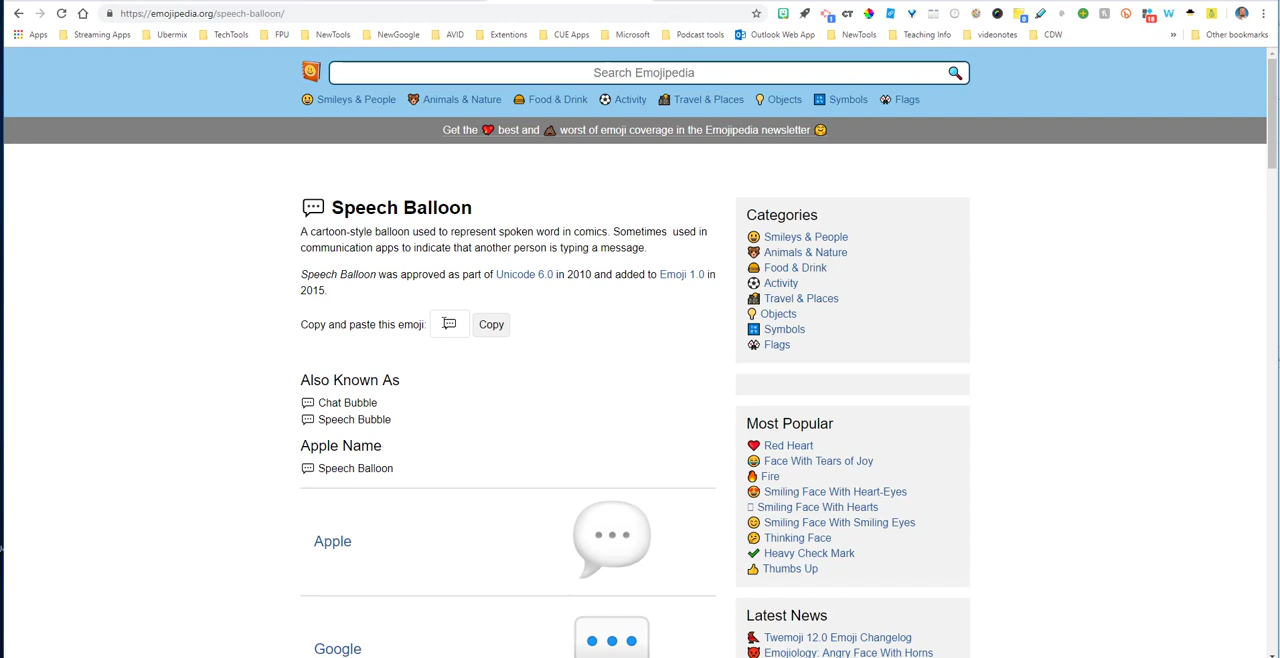 https://emojipedia.org/speech-balloon/
Apps Streaming Apps Ubermix TechTools FPU NewTools NewGoogle AVID Extentions CUE Apps Microsoft Podcast tools Outlook Web App NewTools Teaching Info videonotes CDW » Other bookmarks
Search Emojipedia
Smileys & People Animals & Nature Food & Drink Activity Travel & Places Objects Symbols Flags
Get the ❤️ best and 💩 worst of emoji coverage in the Emojipedia newsletter 🤗
Speech Balloon
A cartoon-style balloon used to represent spoken word in comics. Sometimes used in
communication apps to indicate that another person is typing a message.
Speech Balloon was approved as part of Unicode 6.0 in 2010 and added to Emoji 1.0 in
2015.
Copy and paste this emoji: 💬 Copy
Also Known As
💬 Chat Bubble
💬 Speech Bubble
Apple Name
💬 Speech Balloon
Apple
Google
Categories
Smileys & People
Animals & Nature
Food & Drink
Activity
Travel & Places
Objects
Symbols
Flags
Most Popular
Red Heart
Face With Tears of Joy
Fire
Smiling Face With Heart-Eyes
Smiling Face With Hearts
Smiling Face With Smiling Eyes
Thinking Face
Heavy Check Mark
Thumbs Up
Latest News
Twemoji 12.0 Emoji Changelog
Emojiology: Angry Face With Horns